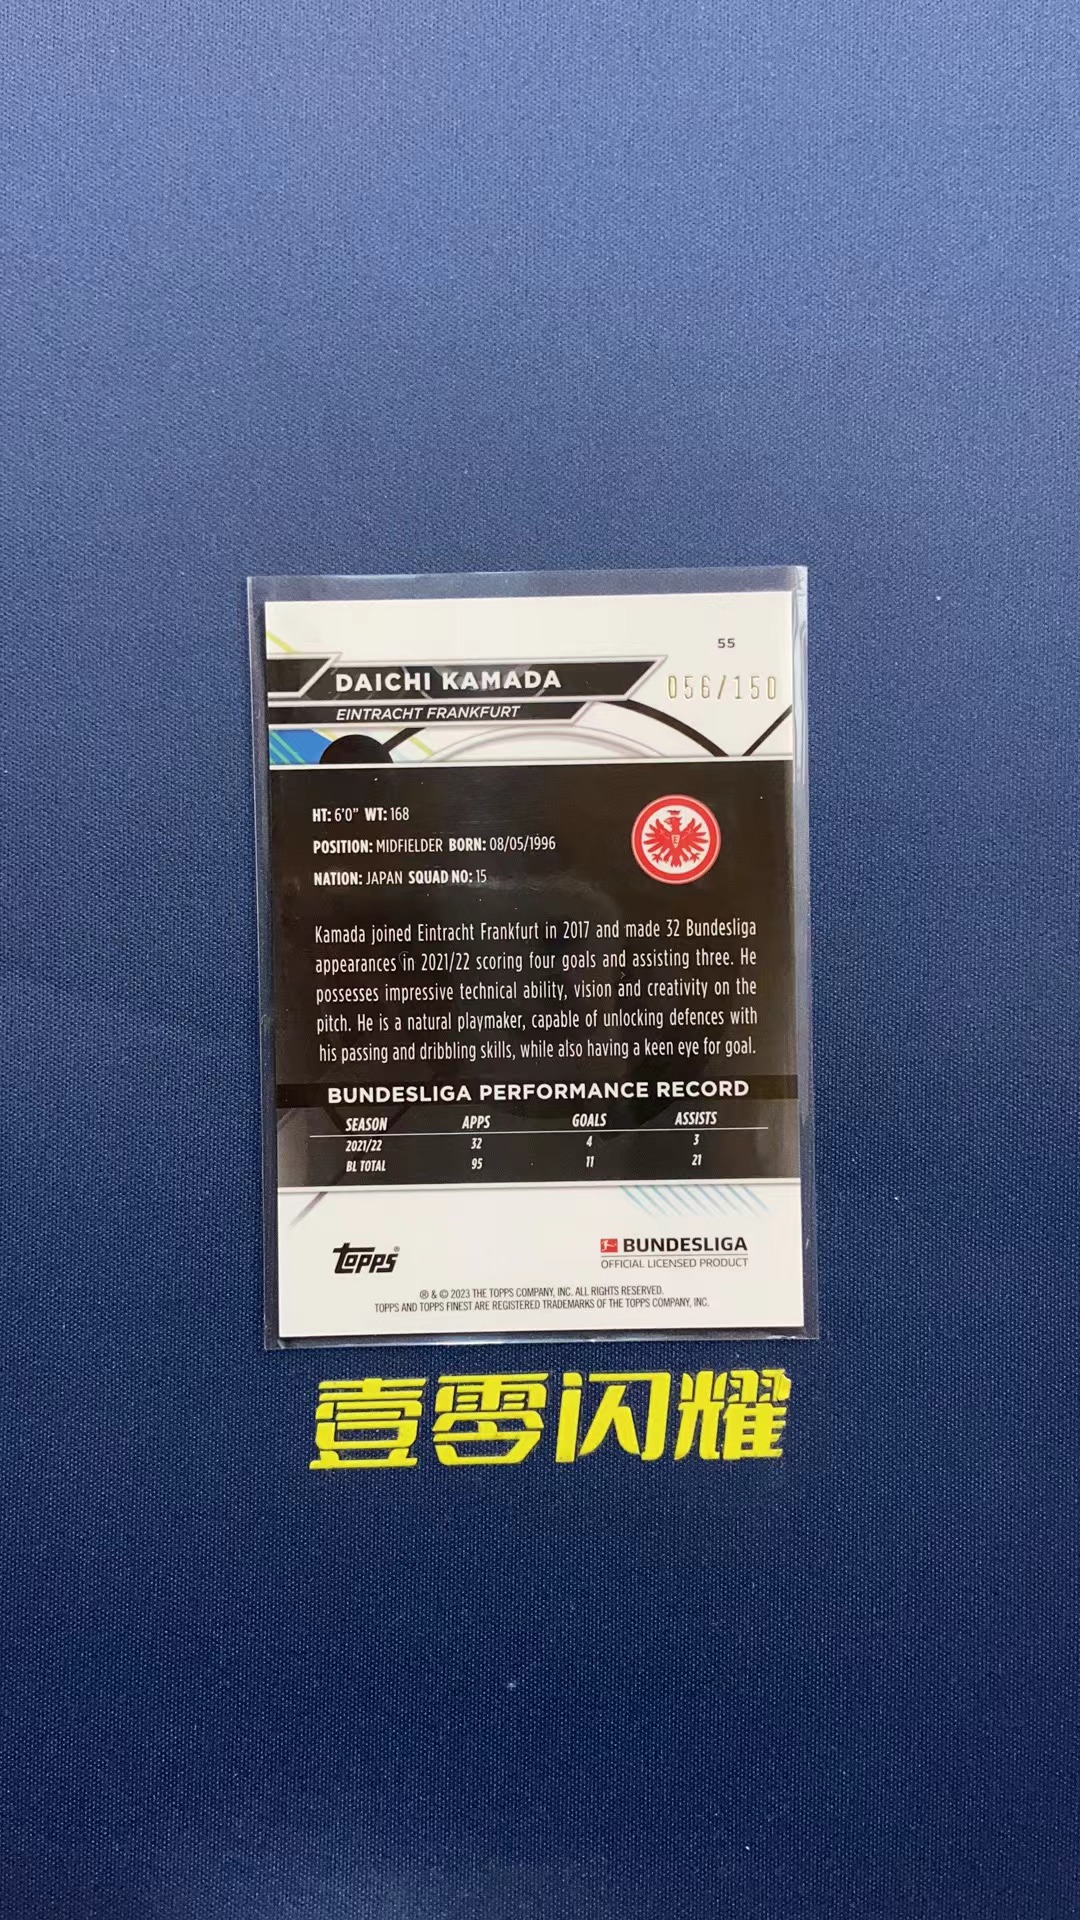 55
DAICHI KAMADA
056/150
EINTRACHT FRANKFURT
HT: 6'0" WT: 168
POSITION: MIDFIELDER BORN: 08/05/1996
NATION: JAPAN SQUAD NO: 15
Kamada joined Eintracht Frankfurt in 2017 and made 32 Bundesliga
appearances in 2021/22 scoring four goals and assisting three. He
possesses impressive technical ability, vision and creativity on the
pitch. He is a natural playmaker, capable of unlocking defences with
his passing and dribbling skills, while also having a keen eye for goal.
BUNDESLIGA PERFORMANCE RECORD
SEASON APPS GOALS ASSISTS
2021/22 32 4 3
BL TOTAL 95 11 21
topps®
BUNDESLIGA
OFFICIAL LICENSED PRODUCT
® & © 2023 THE TOPPS COMPANY, INC. ALL RIGHTS RESERVED.
TOPPS AND TOPPS FINEST ARE REGISTERED TRADEMARKS OF THE TOPPS COMPANY, INC.
壹零闪耀